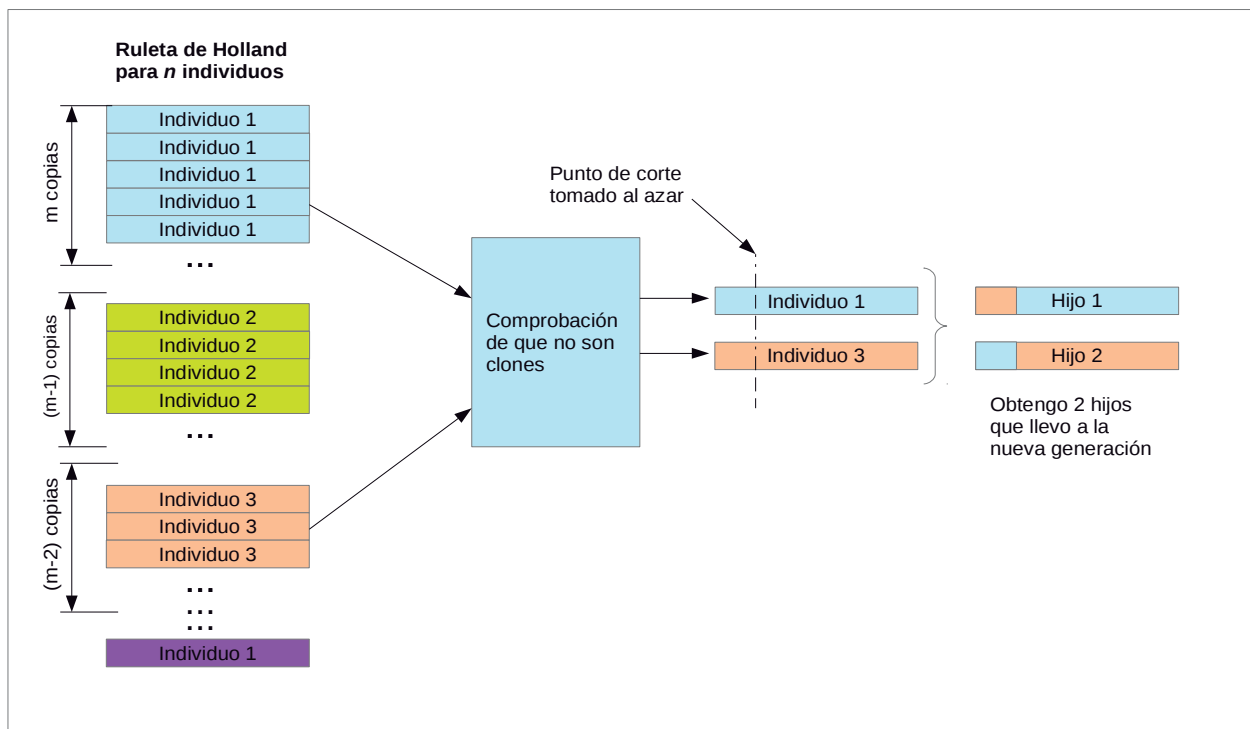 Ruleta de Holland
para n individuos
m copias
Individuo 1
Individuo 1
Individuo 1
Individuo 1
Individuo 1
...
(m-1) copias
Individuo 2
Individuo 2
Individuo 2
Individuo 2
...
(m-2) copias
Individuo 3
Individuo 3
Individuo 3
...
...
...
Individuo 1
Comprobación
de que no son
clones
Punto de corte
tomado al azar
Individuo 1
Individuo 3
Hijo 1
Hijo 2
Obtengo 2 hijos
que llevo a la
nueva generación